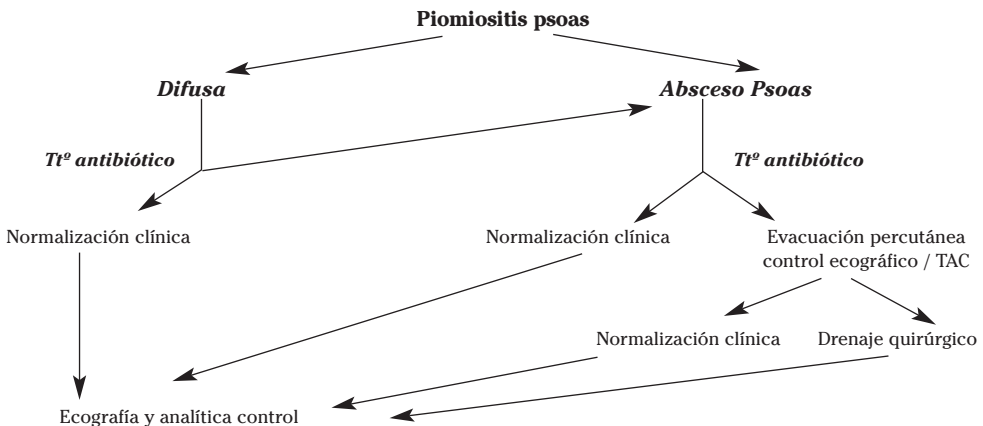 Piomiositis psoas
Difusa
Absceso Psoas
Ttº antibiótico
Ttº antibiótico
Normalización clínica
Normalización clínica
Evacuación percutánea
control ecográfico / TAC
Normalización clínica
Drenaje quirúrgico
Ecografía y analítica control